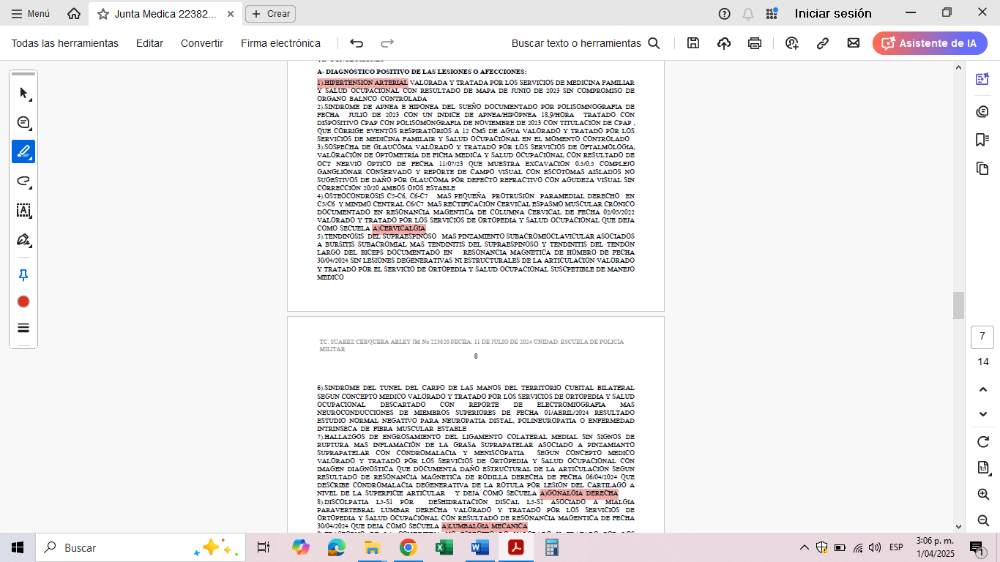 Menú
Junta Medica 22382...
Crear
Iniciar sesión
Todas las herramientas
Editar
Convertir
Firma electrónica
Buscar texto o herramientas
Asistente de IA
A- DIAGNÓSTICO POSITIVO DE LAS LESIONES O AFECCIONES:
1).HIPERTENSIÓN ARTERIAL VALORADA Y TRATADA POR LOS SERVICIOS DE MEDICINA FAMILIAR
Y SALUD OCUPACIONAL CON RESULTADO DE MAPA DE JUNIO DE 2023 SIN COMPROMISO DE
ORGANO BALNCO CONTROLADA
2).SINDROME DE APNEA E HIPONEA DEL SUEÑO DOCUMENTADO POR POLISOMNOGRAFIA DE
FECHA JULIO DE 2023 CON UN INDICE DE APNEA/HIPOPNEA 18,9/HORA TRATADO CON
DISPOSITIVO CPAP CON POLISOMONGRAFIA DE NOVIEMBRE DE 2023 CON TITULACION DE CPAP ,
QUE CORRIGE EVENTOS RESPIRATORIOS A 12 CMS DE AGUA VALORADO Y TRATADO POR LOS
SERVICIOS DE MEDICINA FAMILAIR Y SALUD OCUPACIONAL EN EL MOMENTO CONTROLADO
3).SOSPECHA DE GLAUCOMA VALORADO Y TRATADO POR LOS SERVICIOS DE OFTALMOLOGIA,
VALORACIÓN DE OPTOMETRÍA DE FICHA MEDICA Y SALUD OCUPACIONAL CON RESULTADO DE
OCT NERVIO OPTICO DE FECHA 11/07/23 QUE MUESTRA EXCAVACION 0.5/0.5 COMPLEJO
GANGLIONAR CONSERVADO Y REPORTE DE CAMPO VISUAL CON ESCOTOMAS AISLADOS NO
SUGESTIVOS DE DAÑO POR GLAUCOMA POR DEFECTO REFRACTIVO CON AGUDEZA VISUAL SIN
CORRECCION 20/20 AMBOS OJOS ESTABLE
4).OSTEOCONDROSIS C5-C6, C6-C7 MAS PEQUEÑA PROTRUSION PARAMEDIAL DERECHO EN
C5/C6 Y MINIMO CENTRAL C6/C7 MAS RECTIFICACION CERVICAL ESPASMO MUSCULAR CRONICO
DOCUMENTADO EN RESONANCIA MAGENTICA DE COLUMNA CERVICAL DE FECHA 02/05/2022
VALORADO Y TRATADO POR LOS SERVICIOS DE ORTOPEDIA Y SALUD OCUPACIONAL QUE DEJA
COMO SECUELA A)CERVICALGIA
5).TENDINOSIS DEL SUPRAESPINOSO MAS PINZAMIENTO SUBACROMIOCLAVICULAR ASOCIADOS
A BURSITIS SUBACROMIAL MAS TENDINITIS DEL SUPRAESPINOSO Y TENDINITIS DEL TENDON
LARGO DEL BICEPS DOCUMENTADO EN RESONANCIA MAGNETICA DE HOMBRO DE FECHA
30/04/2024 SIN LESIONES DEGENERATIVAS NI ESTRUCTURALES DE LA ARTICULACION VALORADO
Y TRATADO POR EL SERVICIO DE ORTOPEDIA Y SALUD OCUPACIONAL SUSCPETIBLE DE MANEJO
MEDICO
TC. SUAREZ CERQUERA ARLEY JM No 223820 FECHA: 11 DE JULIO DE 2024 UNIDAD: ESCUELA DE POLICIA
MILITAR
8
6).SINDROME DEL TUNEL DEL CARPO DE LAS MANOS DEL TERRITORIO CUBITAL BILATERAL
SEGUN CONCEPTO MEDICO VALORADO Y TRATADO POR LOS SERVICIOS DE ORTOPEDIA Y SALUD
OCUPACIONAL DESCARTADO CON REPORTE DE ELECTROMIOGRAFIA MAS
NEUROCONDUCCIONES DE MIEMBROS SUPERIORES DE FECHA 01/ABRIL/2024 RESULTADO
ESTUDIO NORMAL NEGATIVO PARA NEUROPATIA DISTAL, POLINEUROPATIA O ENFERMEDAD
INTRINSECA DE FIBRA MUSCULAR ESTABLE
7).HALLAZGOS DE ENGROSAMIENTO DEL LIGAMENTO COLATERAL MEDIAL SIN SIGNOS DE
RUPTURA MAS INFLAMACIÓN DE LA GRASA SUPRAPATELAR ASOCIADO A PINZAMIANTO
SUPRAPATELAR CON CONDROMALACIA Y MENISCOPATIA SEGUN CONCEPTO MEDICO
VALORADO Y TRATADO POR LOS SERVICIOS DE ORTOPEDIA Y SALUD OCUPACIONAL CON
IMAGEN DIAGNOSTICA QUE DOCUMENTA DAÑO ESTRUCTURAL DE LA ARTICULACION SEGUN
RESULTADO DE RESONANCIA MAGNETICA DE RODILLA DERECHA DE FECHA 06/04/2024 QUE
DESCRIBE CONDROMALACIA DEGENERATIVA DE LA ROTULA POR LESION DEL CARTILAGO A
NIVEL DE LA SUPERFICIE ARTICULAR Y DEJA COMO SECUELA A)GONALGIA DERECHA
8).DISCOLPATIA L5-S1 POR DESHIDRATACION DISCAL L5-S1 ASOCIADO A MIALGIA
PARAVERTEBRAL LUMBAR DERECHA VALORADO Y TRATADO POR LOS SERVICIOS DE
ORTOPEDIA Y SALUD OCUPACIONAL CON RESULTADO DE RESONANCIA MAGENTICA DE FECHA
30/04/2024 QUE DEJA COMO SECUELA A)LUMBALGIA MECANICA
7
14
Buscar
ESP
3:06 p. m.
1/04/2025
1